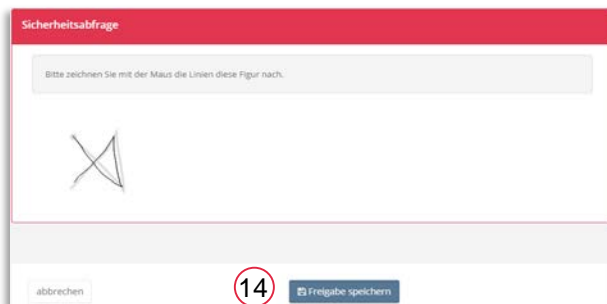 Sicherheitsabfrage
Bitte zeichnen Sie mit der Maus die Linien diese Figur nach.
abbrechen
14
Freigabe speichern